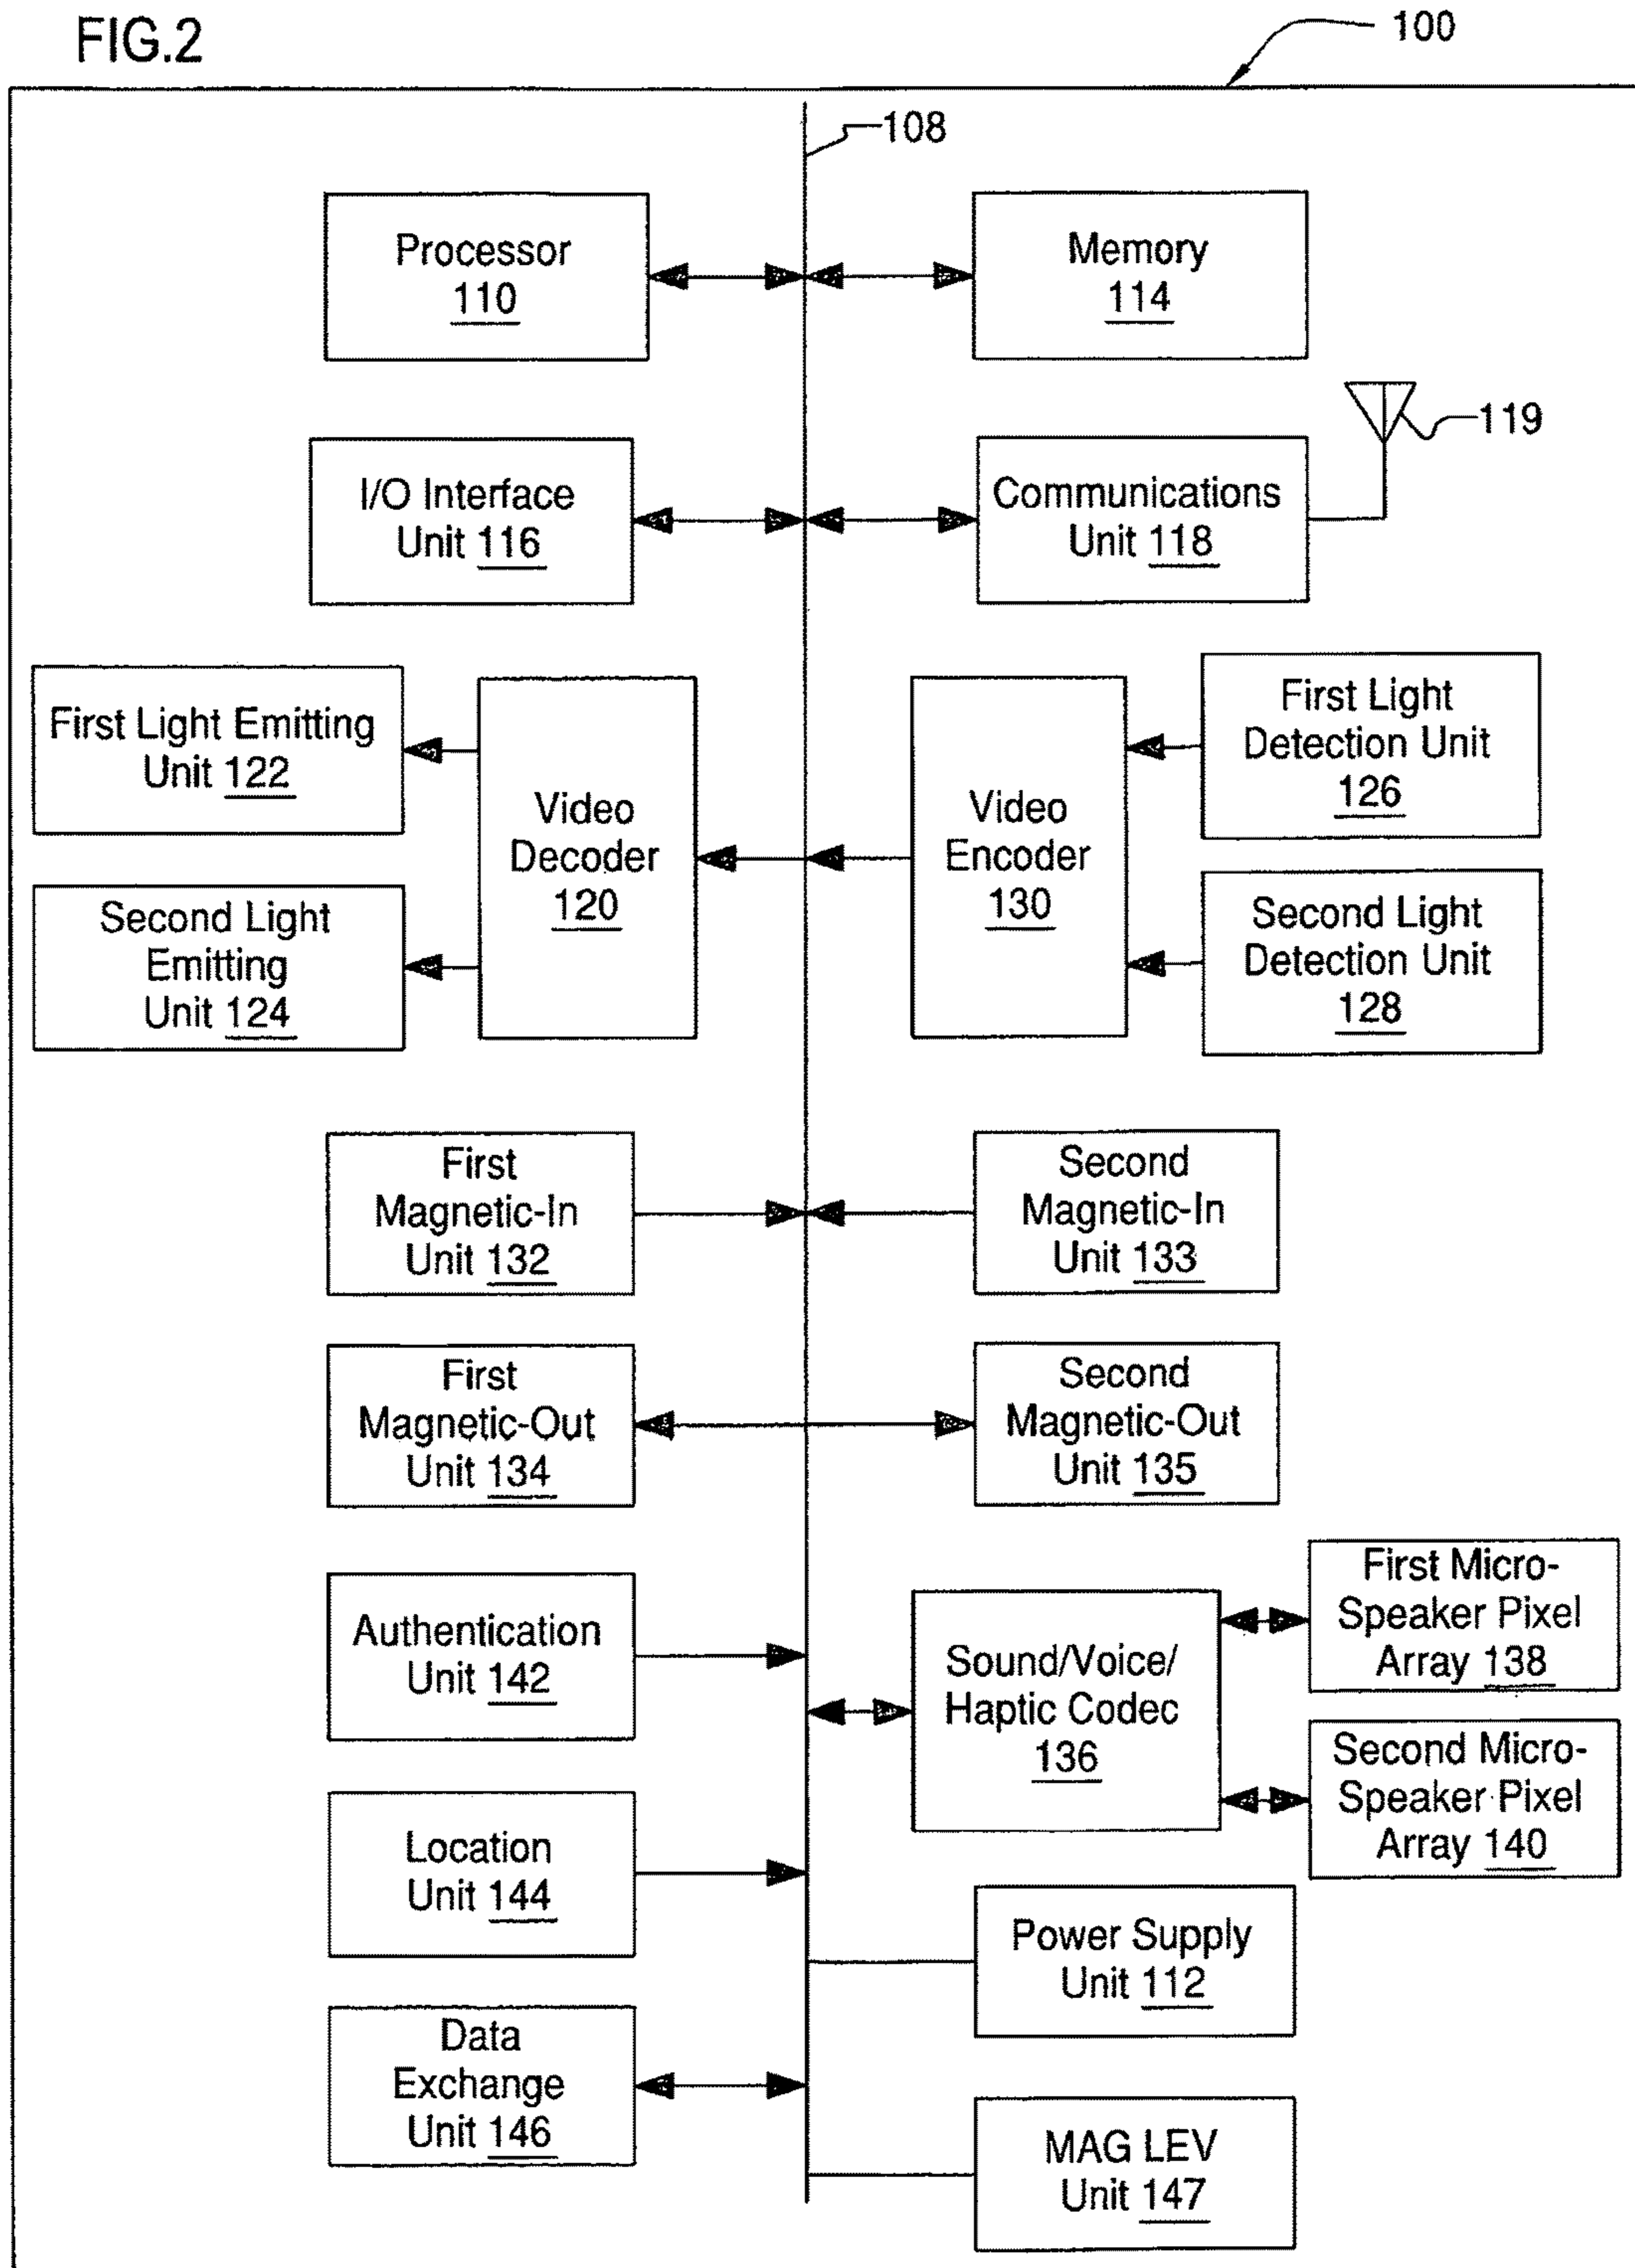 FIG.2
100
108
Processor
110
Memory
114
119
I/O Interface
Unit 116
Communications
Unit 118
First Light Emitting
Unit 122
Second Light
Emitting
Unit 124
Video
Decoder
120
Video
Encoder
130
First Light
Detection Unit
126
Second Light
Detection Unit
128
First
Magnetic-In
Unit 132
Second
Magnetic-In
Unit 133
First
Magnetic-Out
Unit 134
Second
Magnetic-Out
Unit 135
Authentication
Unit 142
Sound/Voice/
Haptic Codec
136
First Micro-
Speaker Pixel
Array 138
Second Micro-
Speaker Pixel
Array 140
Location
Unit 144
Power Supply
Unit 112
Data
Exchange
Unit 146
MAG LEV
Unit 147